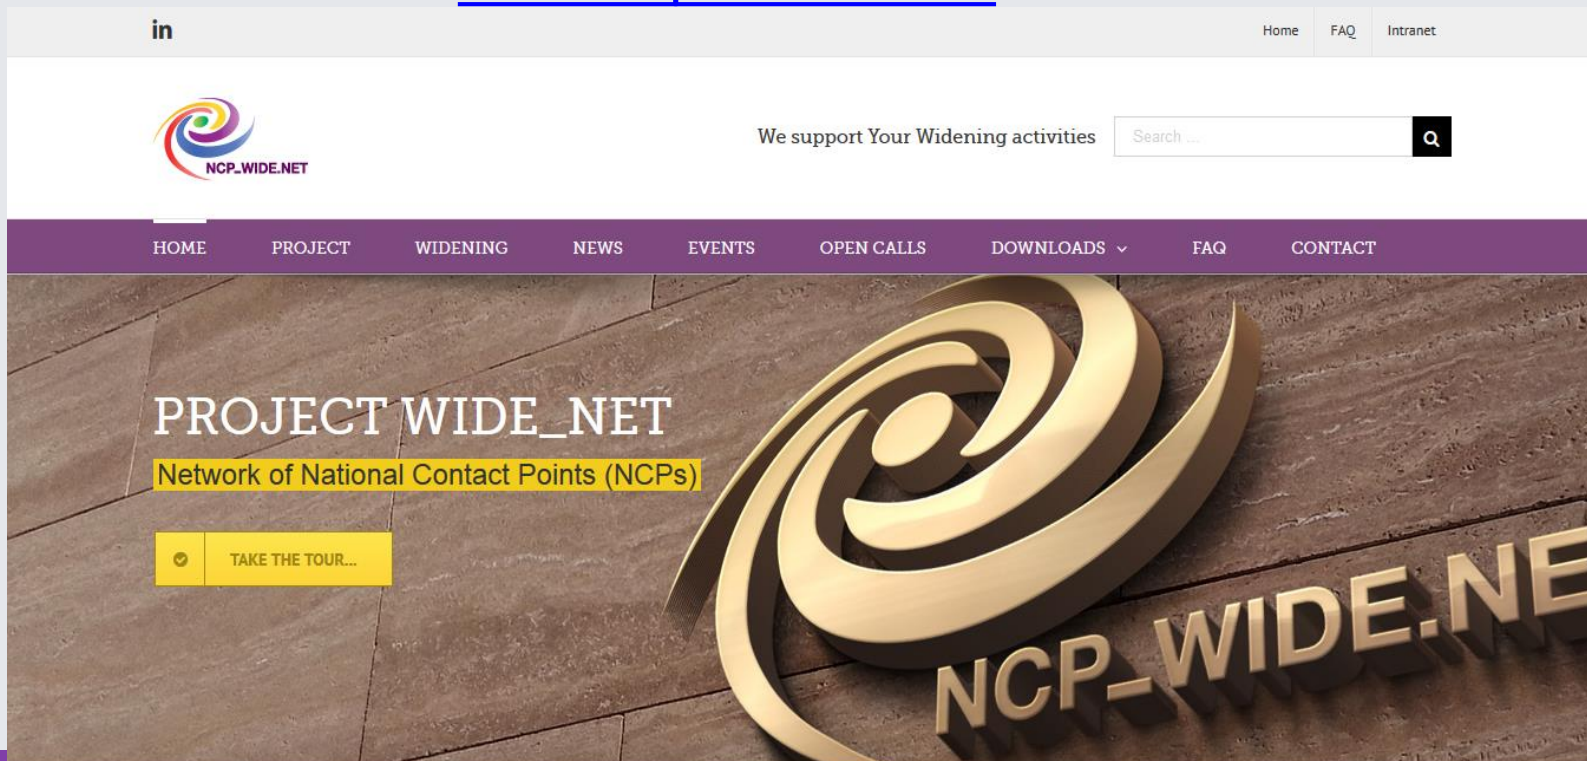 in
Home FAQ Intranet
NCP_WIDE.NET
We support Your Widening activities
Search ...
HOME PROJECT WIDENING NEWS EVENTS OPEN CALLS DOWNLOADS FAQ CONTACT
PROJECT WIDE_NET
Network of National Contact Points (NCPs)
TAKE THE TOUR...
NCP_WIDE.NE